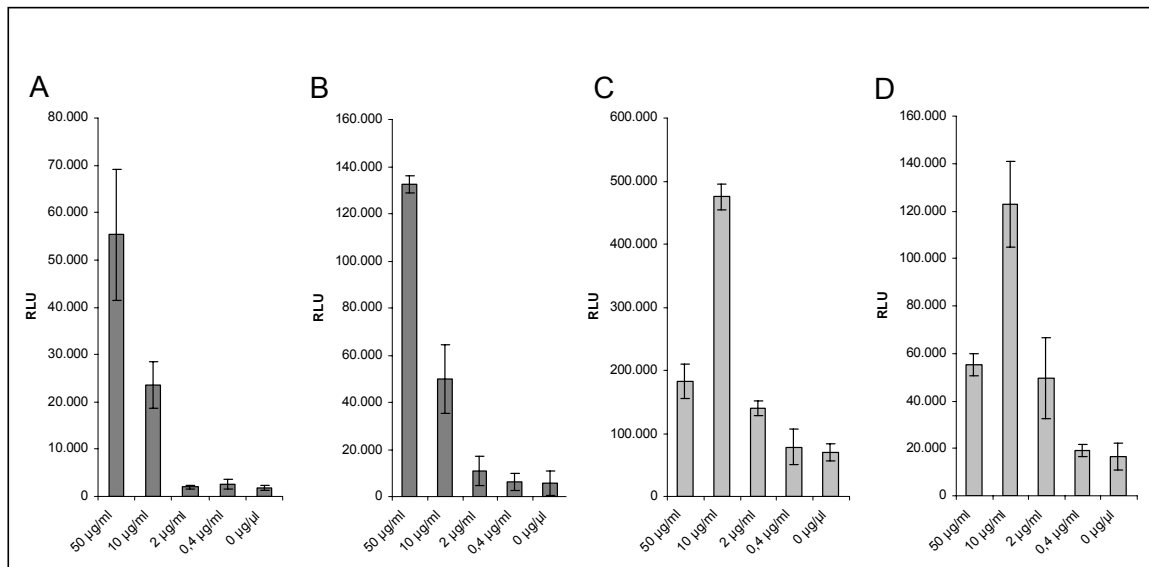 A
80.000
70.000
60.000
50.000
40.000
30.000
20.000
10.000
0
RLU
50 µg/ml
10 µg/ml
2 µg/ml
0,4 µg/ml
0 µg/µl
B
160.000
140.000
120.000
100.000
80.000
60.000
40.000
20.000
0
RLU
50 µg/ml
10 µg/ml
2 µg/ml
0,4 µg/ml
0 µg/µl
C
600.000
500.000
400.000
300.000
200.000
100.000
0
RLU
50 µg/ml
10 µg/ml
2 µg/ml
0,4 µg/ml
0 µg/µl
D
160.000
140.000
120.000
100.000
80.000
60.000
40.000
20.000
0
RLU
50 µg/ml
10 µg/ml
2 µg/ml
0,4 µg/ml
0 µg/µl